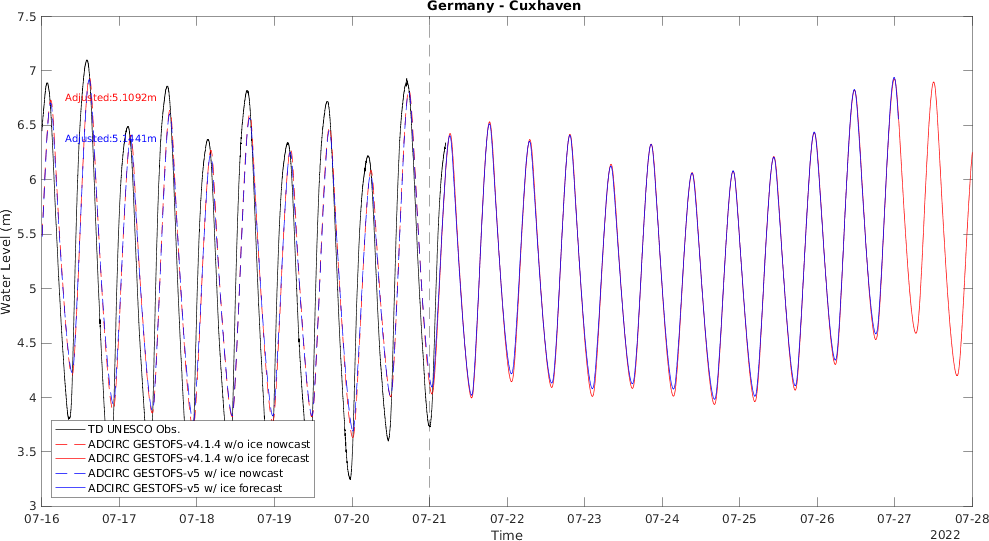 Germany - Cuxhaven
7.5
7
6.5
6
5.5
5
4.5
4
3.5
3
Water Level (m)
Adjusted:5.1092m
Adjusted:5.1441m
TD UNESCO Obs.
ADCIRC GESTOFS-v4.1.4 w/o ice nowcast
ADCIRC GESTOFS-v4.1.4 w/o ice forecast
ADCIRC GESTOFS-v5 w/ ice nowcast
ADCIRC GESTOFS-v5 w/ ice forecast
07-16 07-17 07-18 07-19 07-20 07-21 07-22 07-23 07-24 07-25 07-26 07-27 07-28
Time
2022